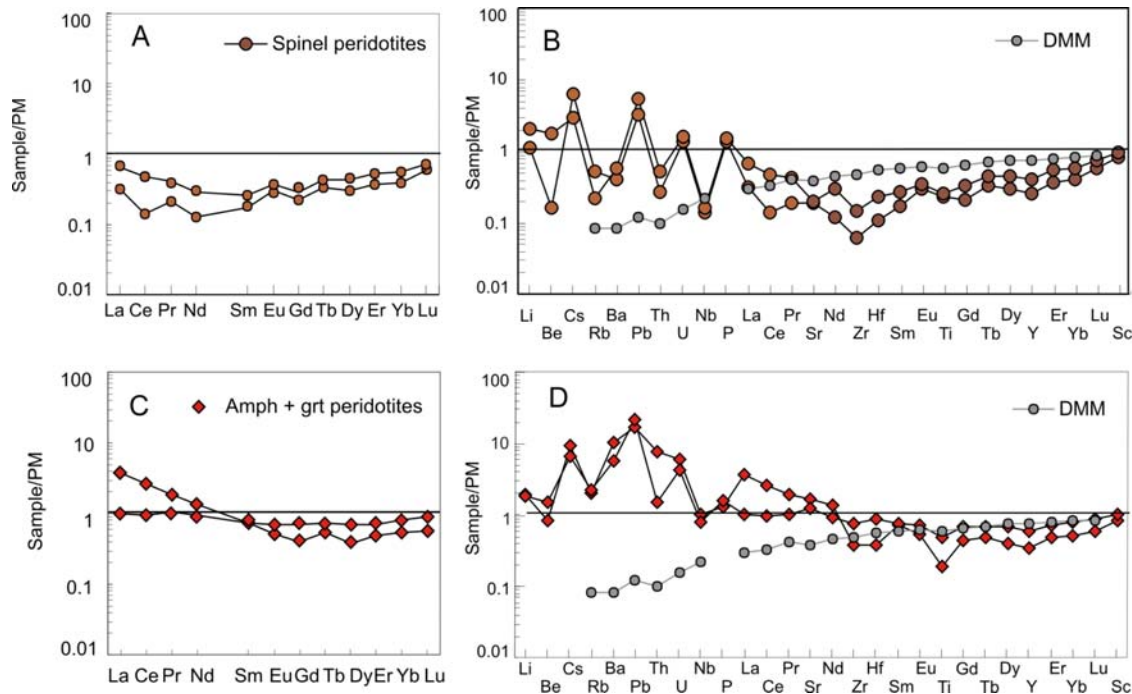 A
Spinel peridotites
Sample/PM
100
10
1
0.1
0.01
La Ce Pr Nd Sm Eu Gd Tb Dy Er Yb Lu
B
DMM
Sample/PM
100
10
1
0.1
0.01
Li Cs Ba Th Nb La Pr Nd Hf Eu Gd Dy Er Lu
Be Rb Pb U P Ce Sr Zr Sm Ti Tb Y Yb Sc
C
Amph + grt peridotites
Sample/PM
100
10
1
0.1
0.01
La Ce Pr Nd Sm Eu Gd Tb Dy Er Yb Lu
D
DMM
Sample/PM
100
10
1
0.1
0.01
Li Cs Ba Th Nb La Pr Nd Hf Eu Gd Dy Er Lu
Be Rb Pb U P Ce Sr Zr Sm Ti Tb Y Yb Sc